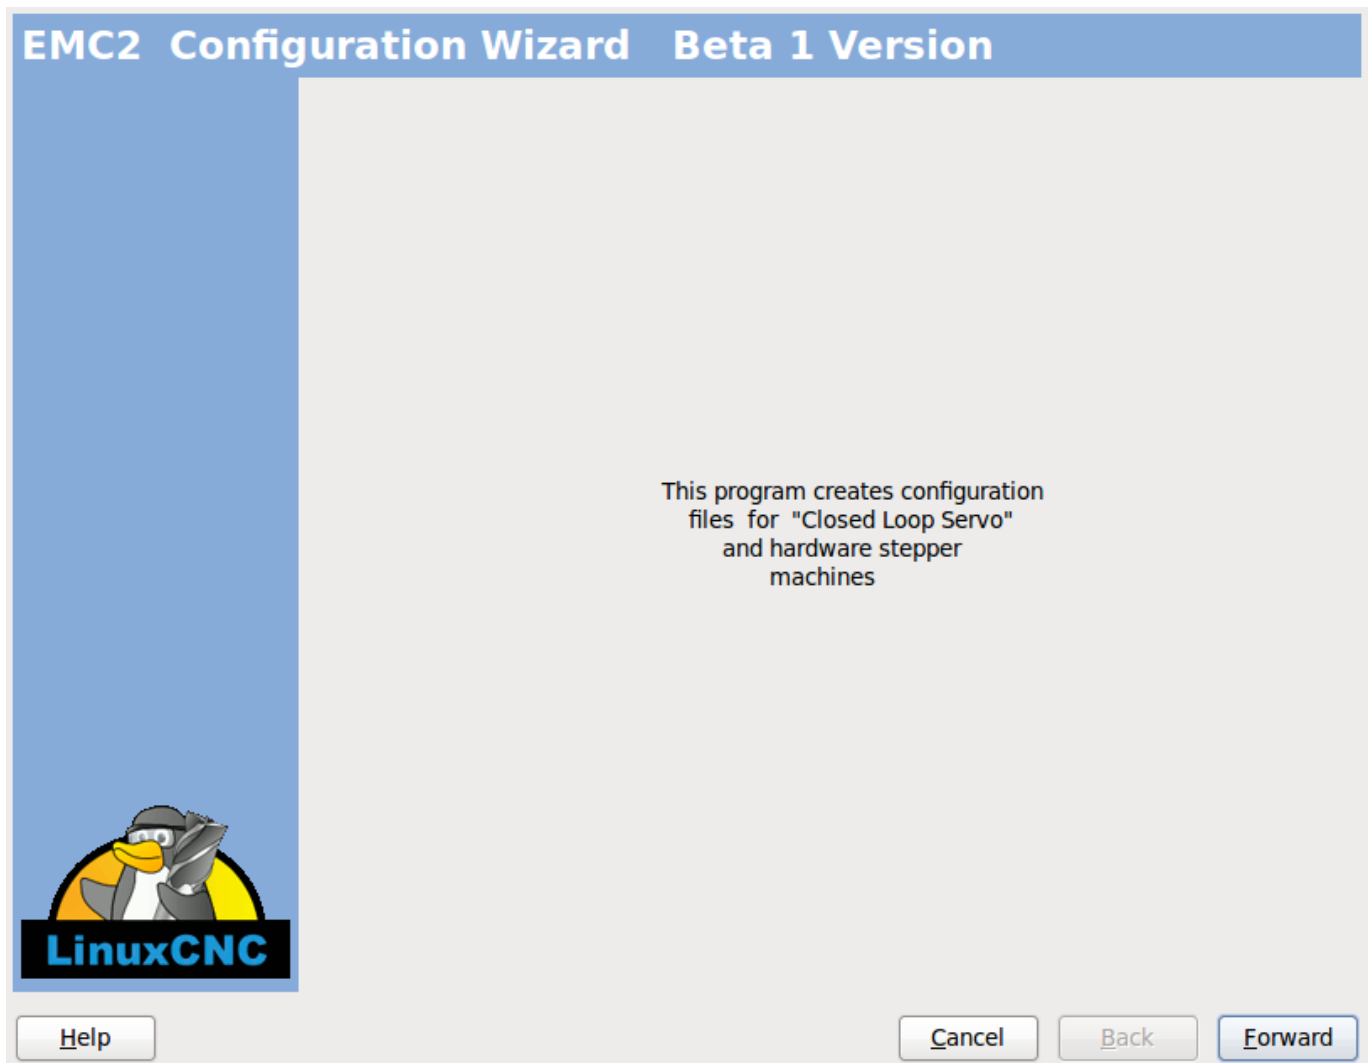 EMC2  Configuration Wizard   Beta 1 Version
This program creates configuration
files  for  "Closed Loop Servo"
and hardware stepper
machines
LinuxCNC
Help
Cancel
Back
Forward